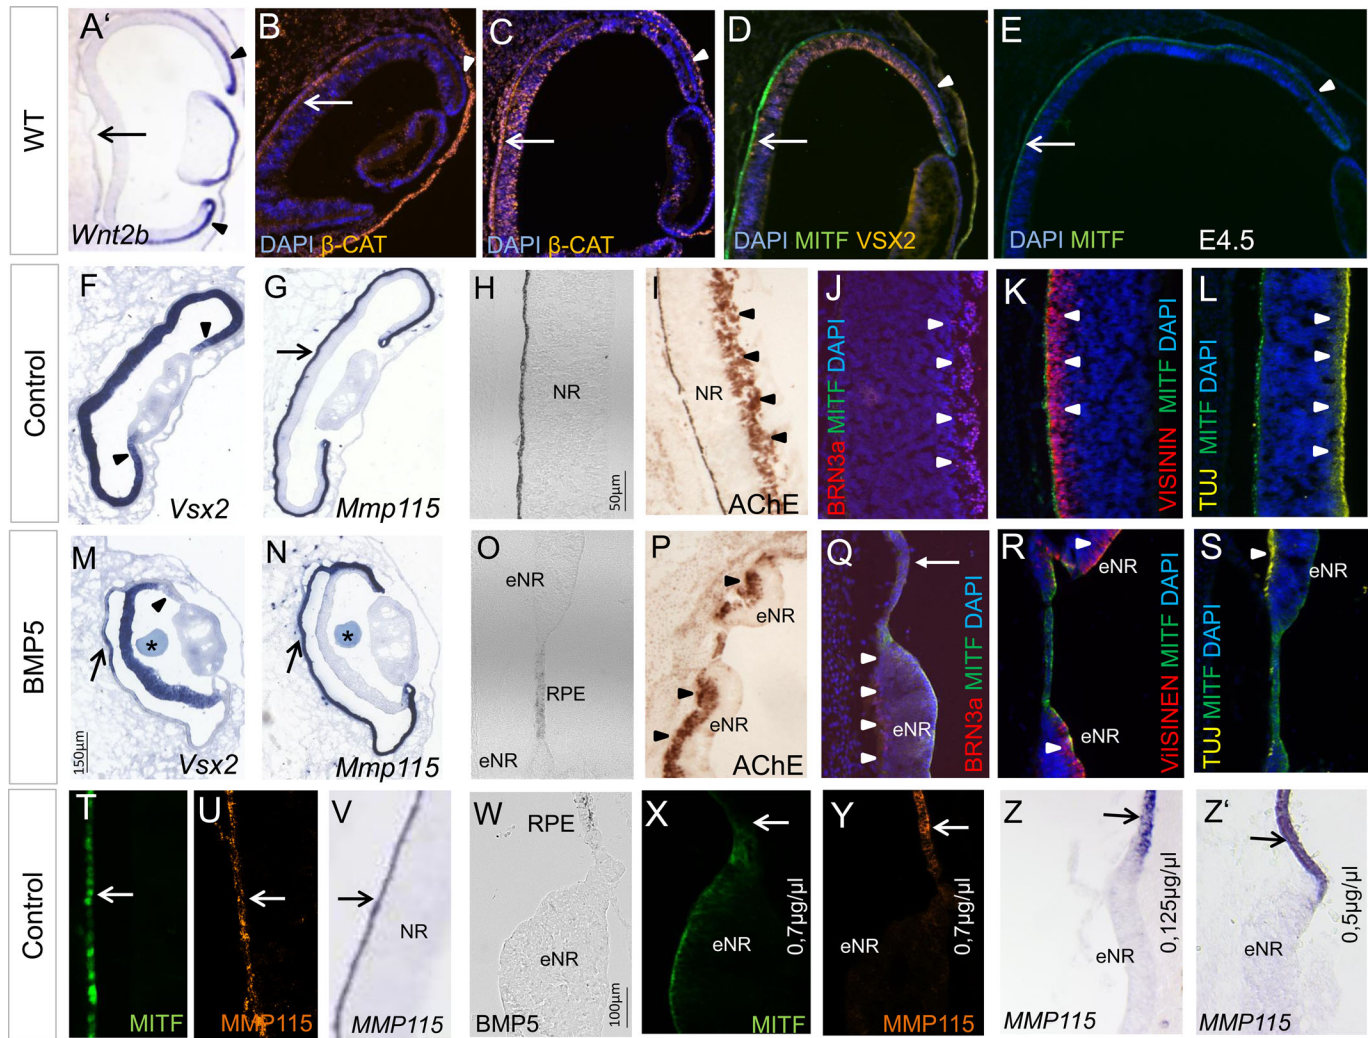 WT
A‘
Wnt2b
B
DAPI β-CAT
C
DAPI β-CAT
D
DAPI MITF VSX2
E
DAPI MITF
E4.5
Control
F
Vsx2
G
Mmp115
H
NR
50µm
I
NR
AChE
J
BRN3a MITF DAPI
K
VISININ MITF DAPI
L
TUJ MITF DAPI
BMP5
M
150µm
*
Vsx2
N
*
Mmp115
O
eNR
RPE
eNR
P
eNR
eNR
AChE
Q
eNR
BRN3a MITF DAPI
R
eNR
eNR
ViISINEN MITF DAPI
S
eNR
TUJ MITF DAPI
Control
T
MITF
U
MMP115
V
NR
MMP115
W
RPE
eNR
BMP5
100µm
X
eNR
0,7µg/µl
MITF
Y
eNR
0,7µg/µl
MMP115
Z
eNR
0,125µg/µl
MMP115
Z‘
eNR
0,5µg/µl
MMP115